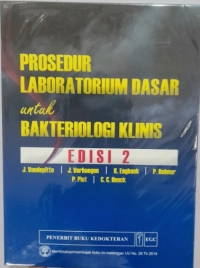 PROSEDUR
LABORATORIUM DASAR
untuk
BAKTERIOLOGI KLINIS
EDISI 2
J. Vandepitte | J. Verhaegen | K. Engbaek | P. Rohner
P. Piot | C. C. Heuck
PENERBIT BUKU KEDOKTERAN EGC